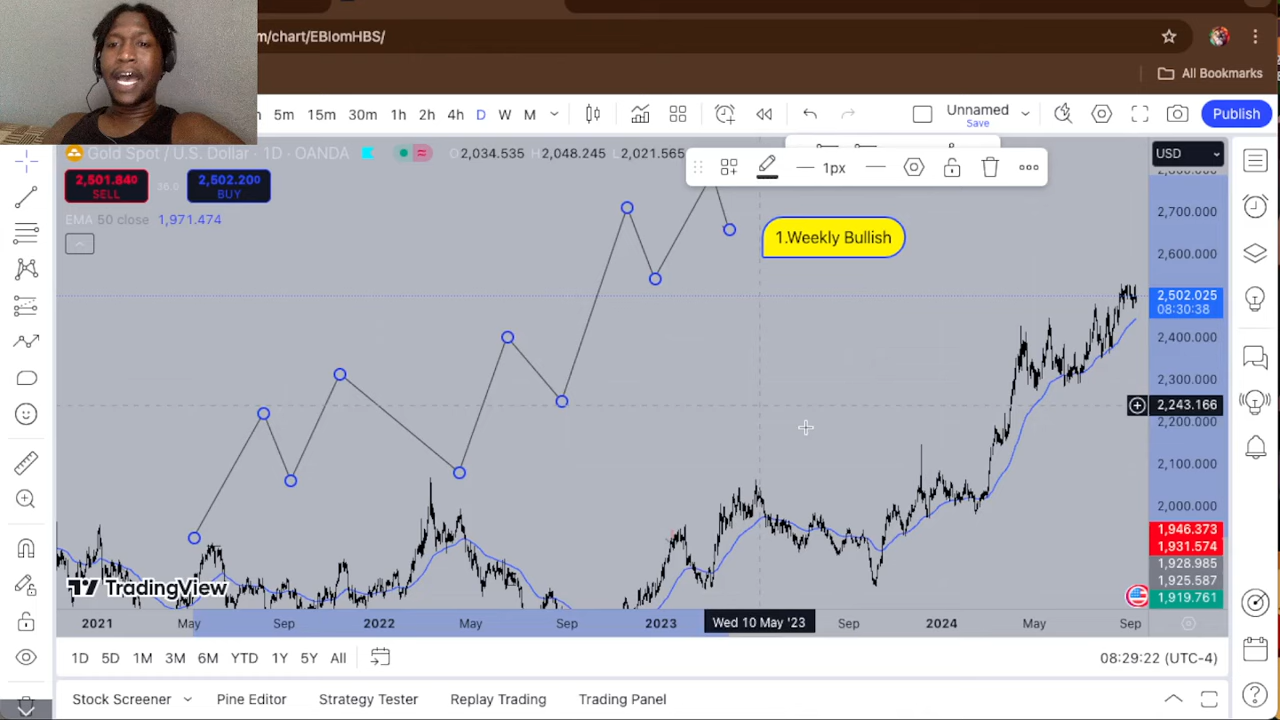 m/chart/EBlomHBS/
All Bookmarks
5m 15m 30m 1h 2h 4h D W M
Unnamed
Save
Publish
Gold Spot / U.S. Dollar · 1D · OANDA
O2,034.535 H2,048.245 L2,021.565
1px
USD
2,501.840
SELL
36.0
2,502.200
BUY
EMA 50 close 1,971.474
1.Weekly Bullish
2,700.000
2,600.000
2,502.025
08:30:38
2,400.000
2,300.000
2,243.166
2,200.000
2,100.000
2,000.000
1,946.373
1,931.574
1,928.985
1,925.587
1,919.761
TradingView
2021 May Sep 2022 May Sep 2023 Wed 10 May '23 Sep 2024 May Sep
1D 5D 1M 3M 6M YTD 1Y 5Y All
08:29:22 (UTC-4)
Stock Screener Pine Editor Strategy Tester Replay Trading Trading Panel